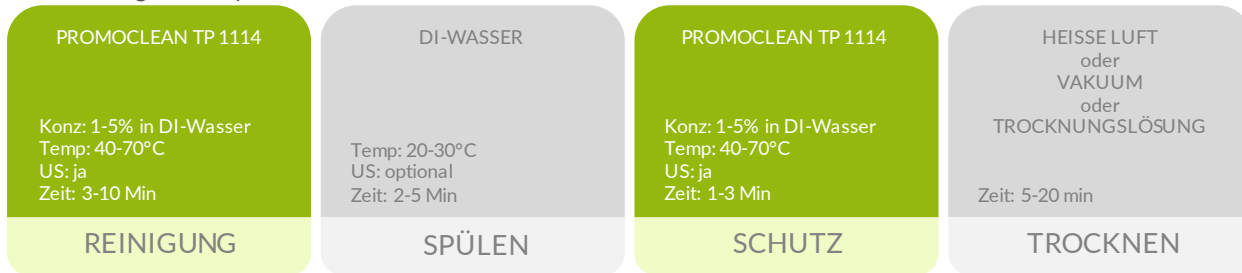 PROMOCLEAN TP 1114
Konz: 1-5% in DI-Wasser
Temp: 40-70°C
US: ja
Zeit: 3-10 Min
REINIGUNG
DI-WASSER
Temp: 20-30°C
US: optional
Zeit: 2-5 Min
SPÜLEN
PROMOCLEAN TP 1114
Konz: 1-5% in DI-Wasser
Temp: 40-70°C
US: ja
Zeit: 1-3 Min
SCHUTZ
HEISSE LUFT
oder
VAKUUM
oder
TROCKNUNGSLÖSUNG
Zeit: 5-20 min
TROCKNEN